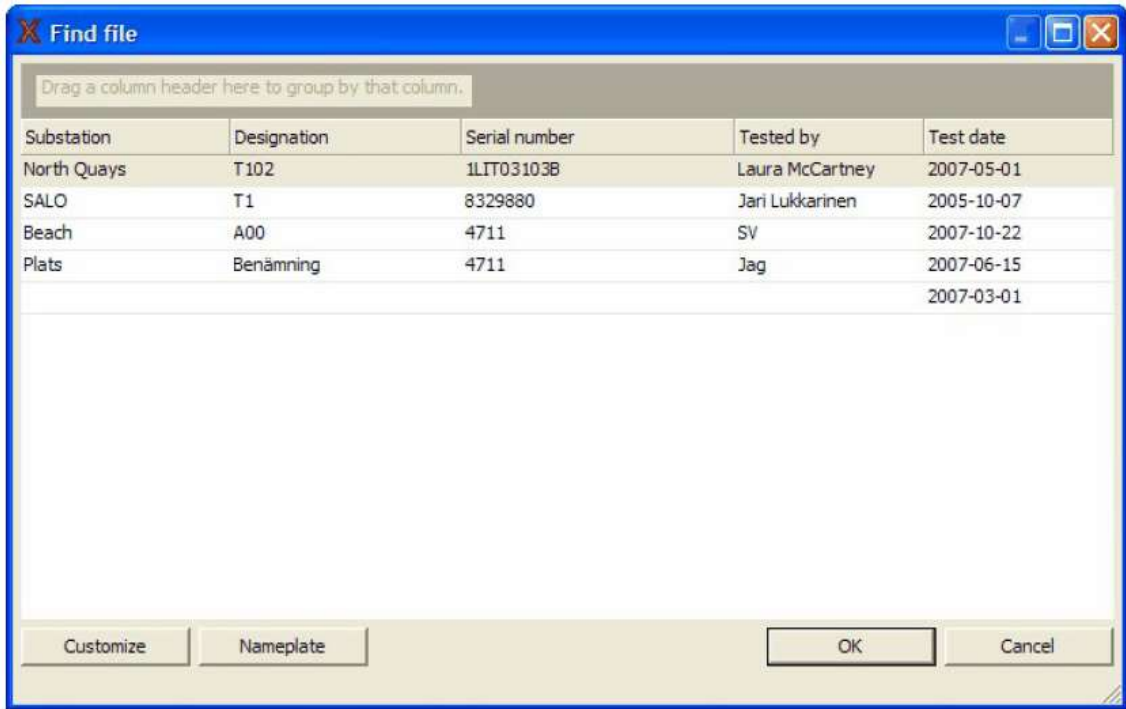 Find file
Drag a column header here to group by that column.
Substation Designation Serial number Tested by Test date
North Quays T102 1LIT03103B Laura McCartney 2007-05-01
SALO T1 8329880 Jari Lukkarinen 2005-10-07
Beach A00 4711 SV 2007-10-22
Plats Benämning 4711 Jag 2007-06-15
2007-03-01
Customize Nameplate OK Cancel